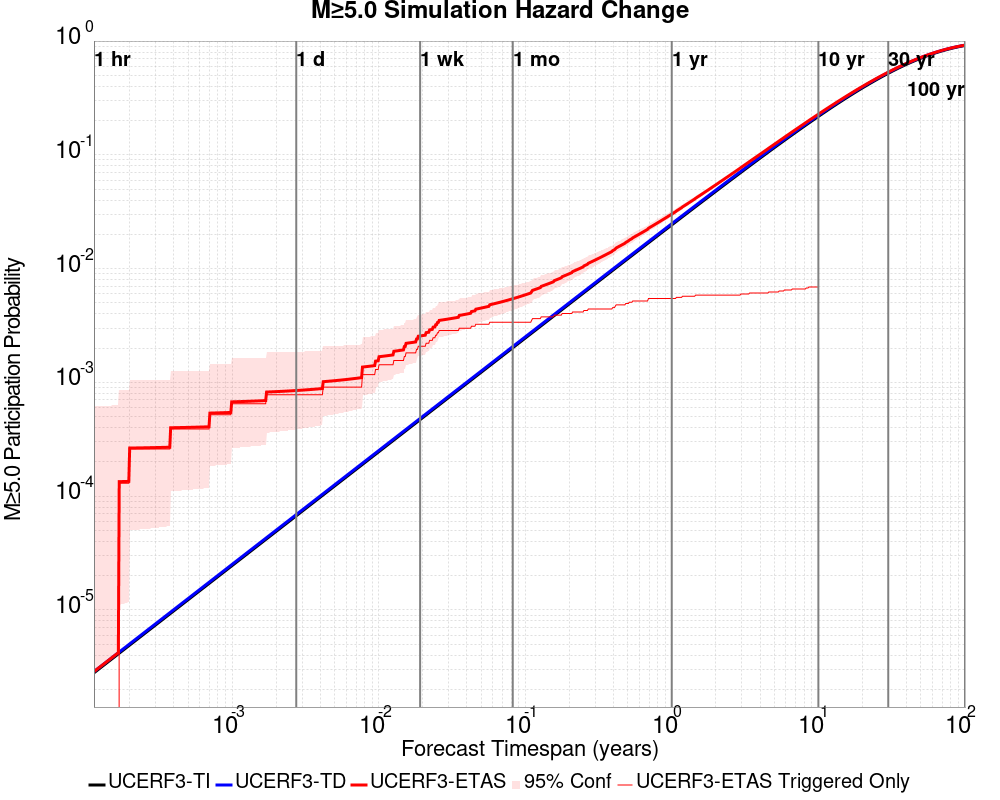 M≥5.0 Simulation Hazard Change
10^0
10^-1
10^-2
10^-3
10^-4
10^-5
M≥5.0 Participation Probability
1 hr
1 d
1 wk
1 mo
1 yr
10 yr
30 yr
100 yr
10^-3
10^-2
10^-1
10^0
10^1
10^2
Forecast Timespan (years)
UCERF3-TI
UCERF3-TD
UCERF3-ETAS
95% Conf
UCERF3-ETAS Triggered Only